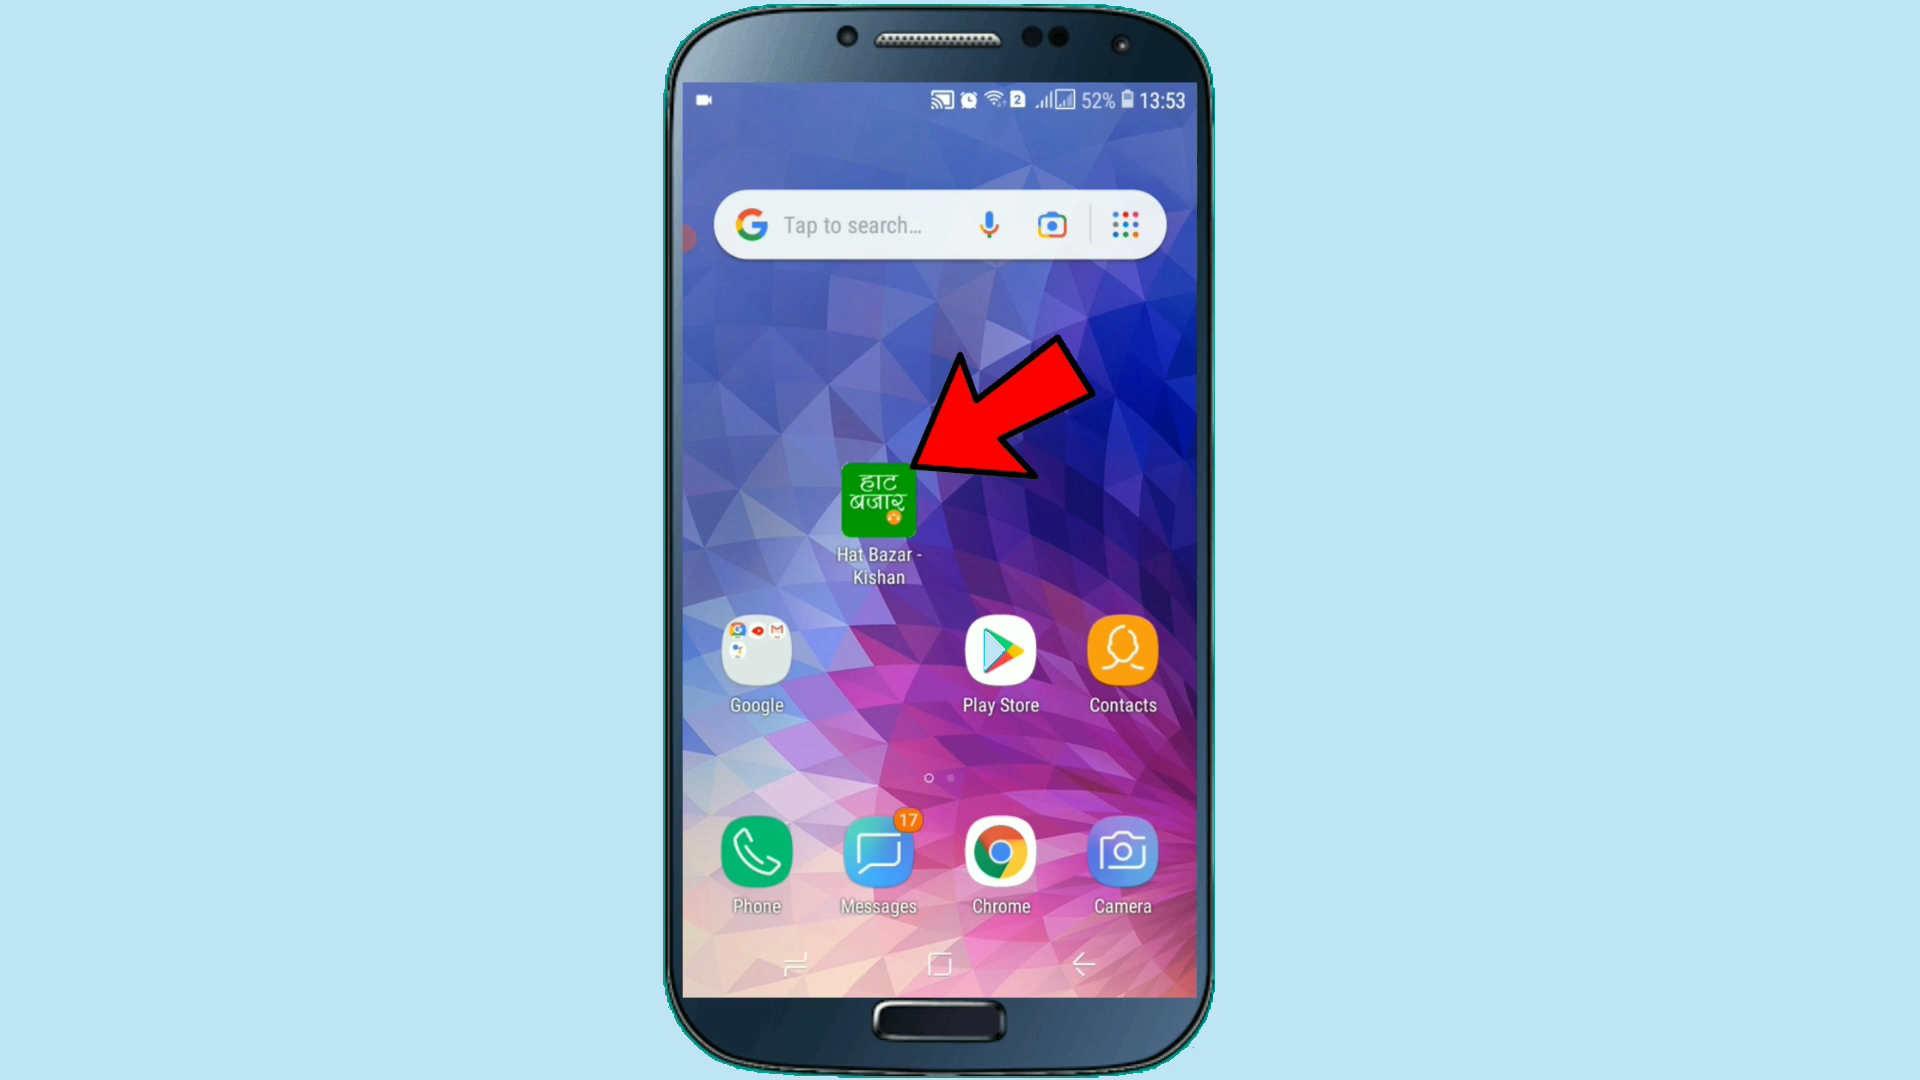 2 52% 13:53
Tap to search...
हाट
बजार
Hat Bazar -
Kishan
Google
Play Store
Contacts
17
Phone
Messages
Chrome
Camera